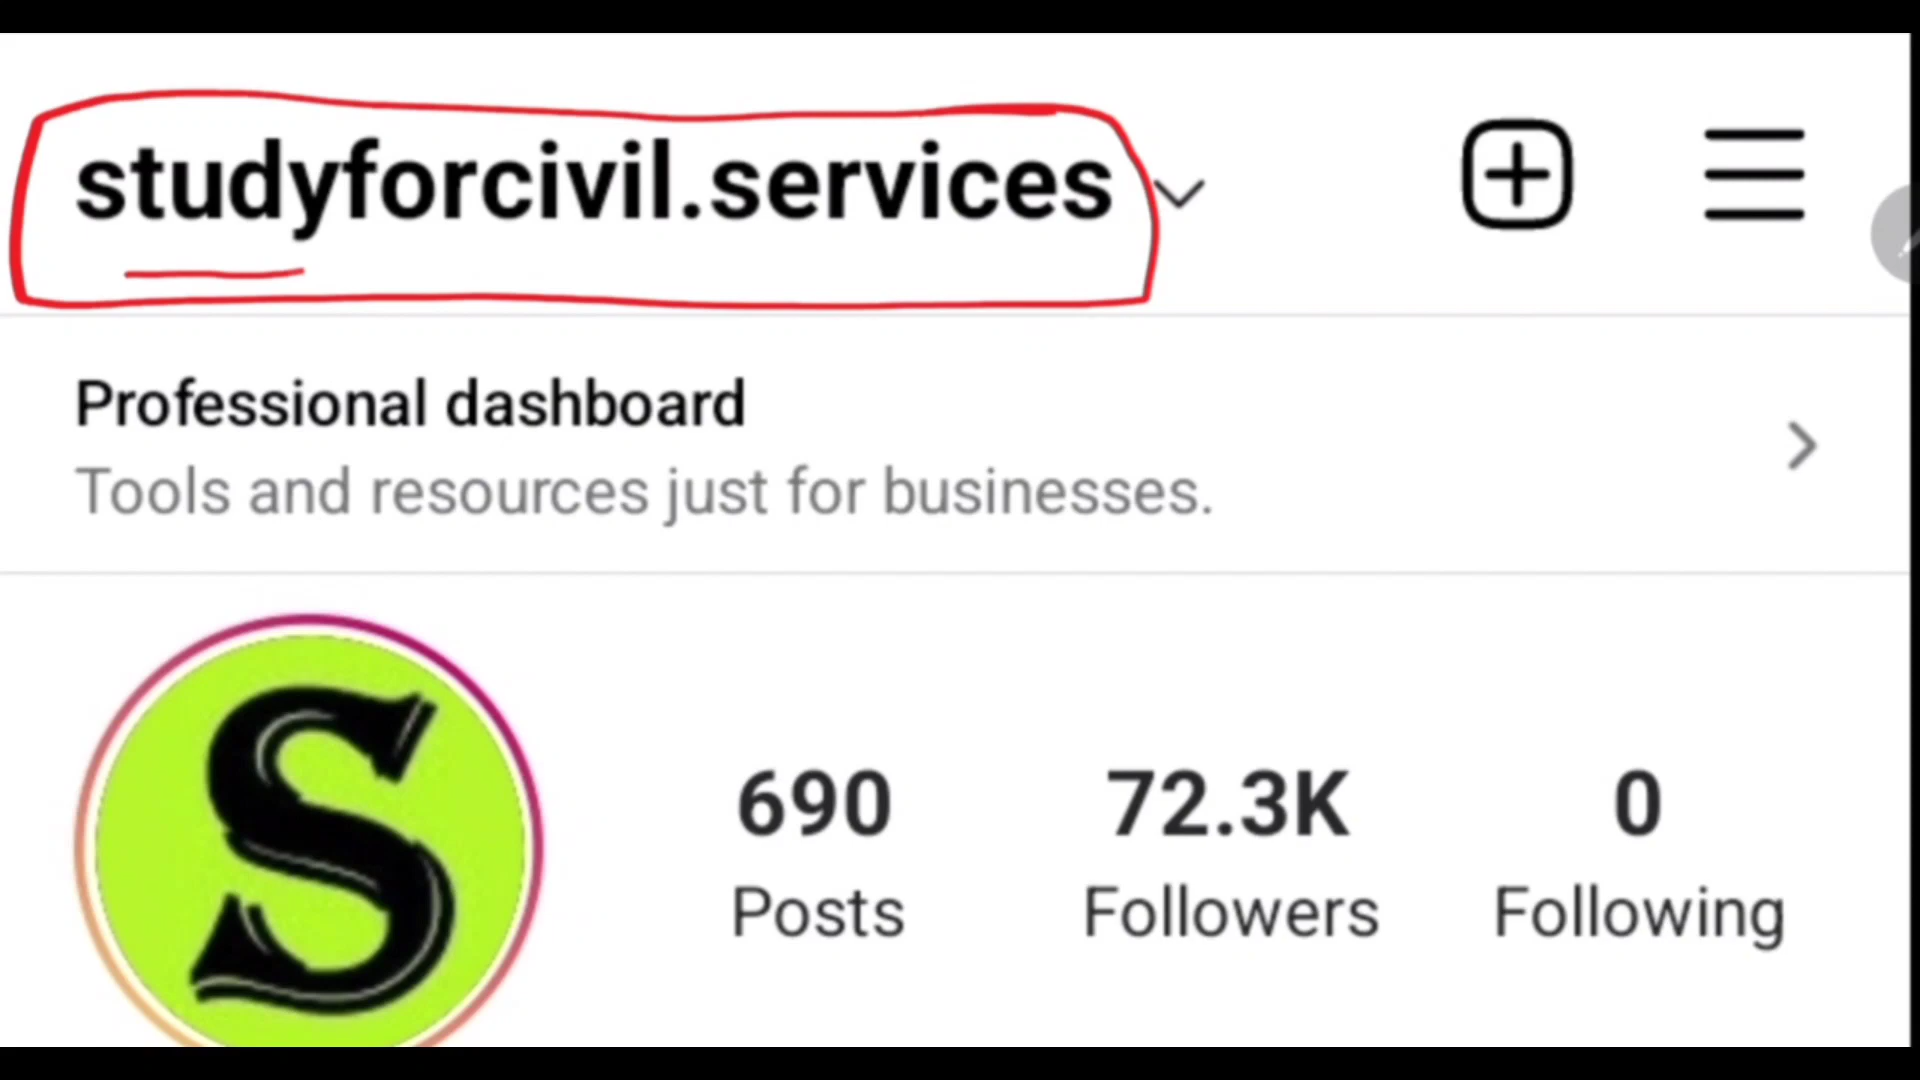 studyforcivil.services
Professional dashboard
Tools and resources just for businesses.
S
690 72.3K 0
Posts Followers Following